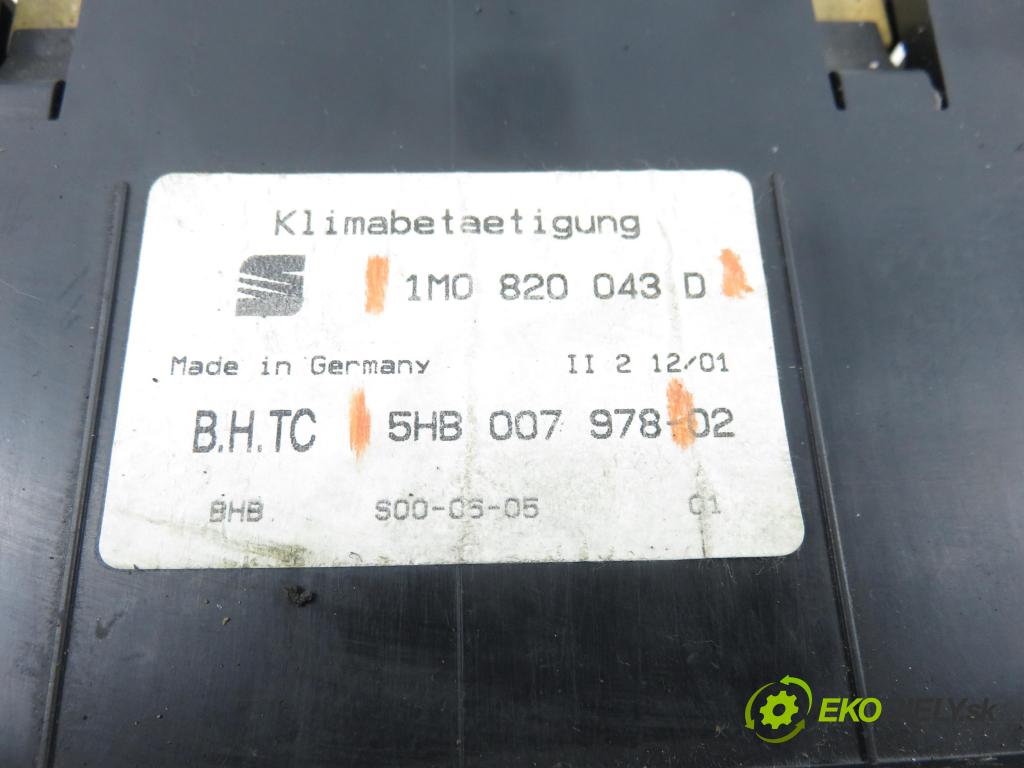 Klimabetaetigung
1M0 820 043 D
Made in Germany II 2 12/01
B.H.TC 5HB 007 978-02
BHB S00-05-05 01
EKODIELY.sk